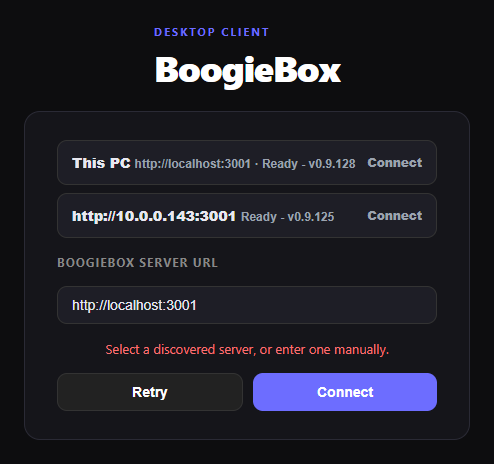 DESKTOP CLIENT
BoogieBox
This PC http://localhost:3001 · Ready - v0.9.128 Connect
http://10.0.0.143:3001 Ready - v0.9.125 Connect
BOOGIEBOX SERVER URL
http://localhost:3001
Select a discovered server, or enter one manually.
Retry Connect